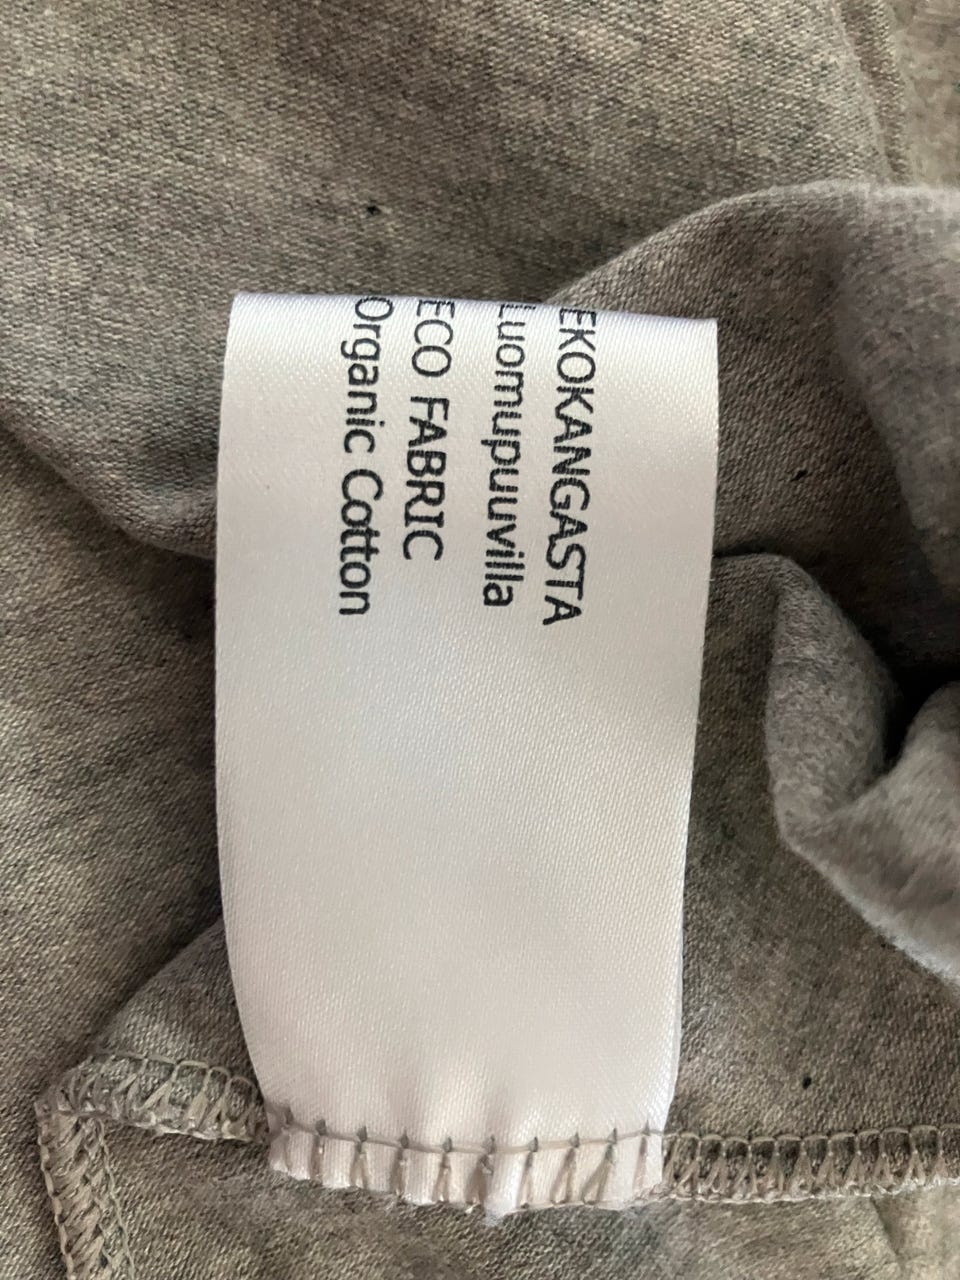 EKOKANGASTA
Luomupuuvilla
ECO FABRIC
Organic Cotton